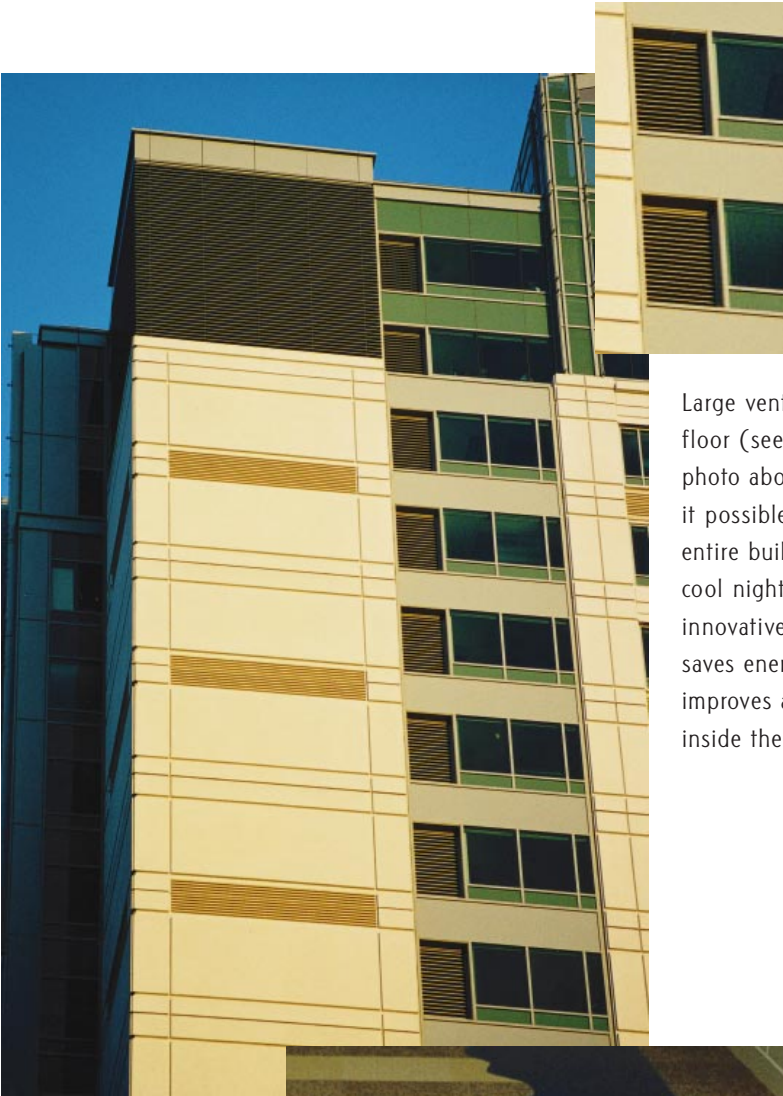 Large vent
floor (see
photo abo
it possible
entire buil
cool night
innovative
saves ener
improves a
inside the